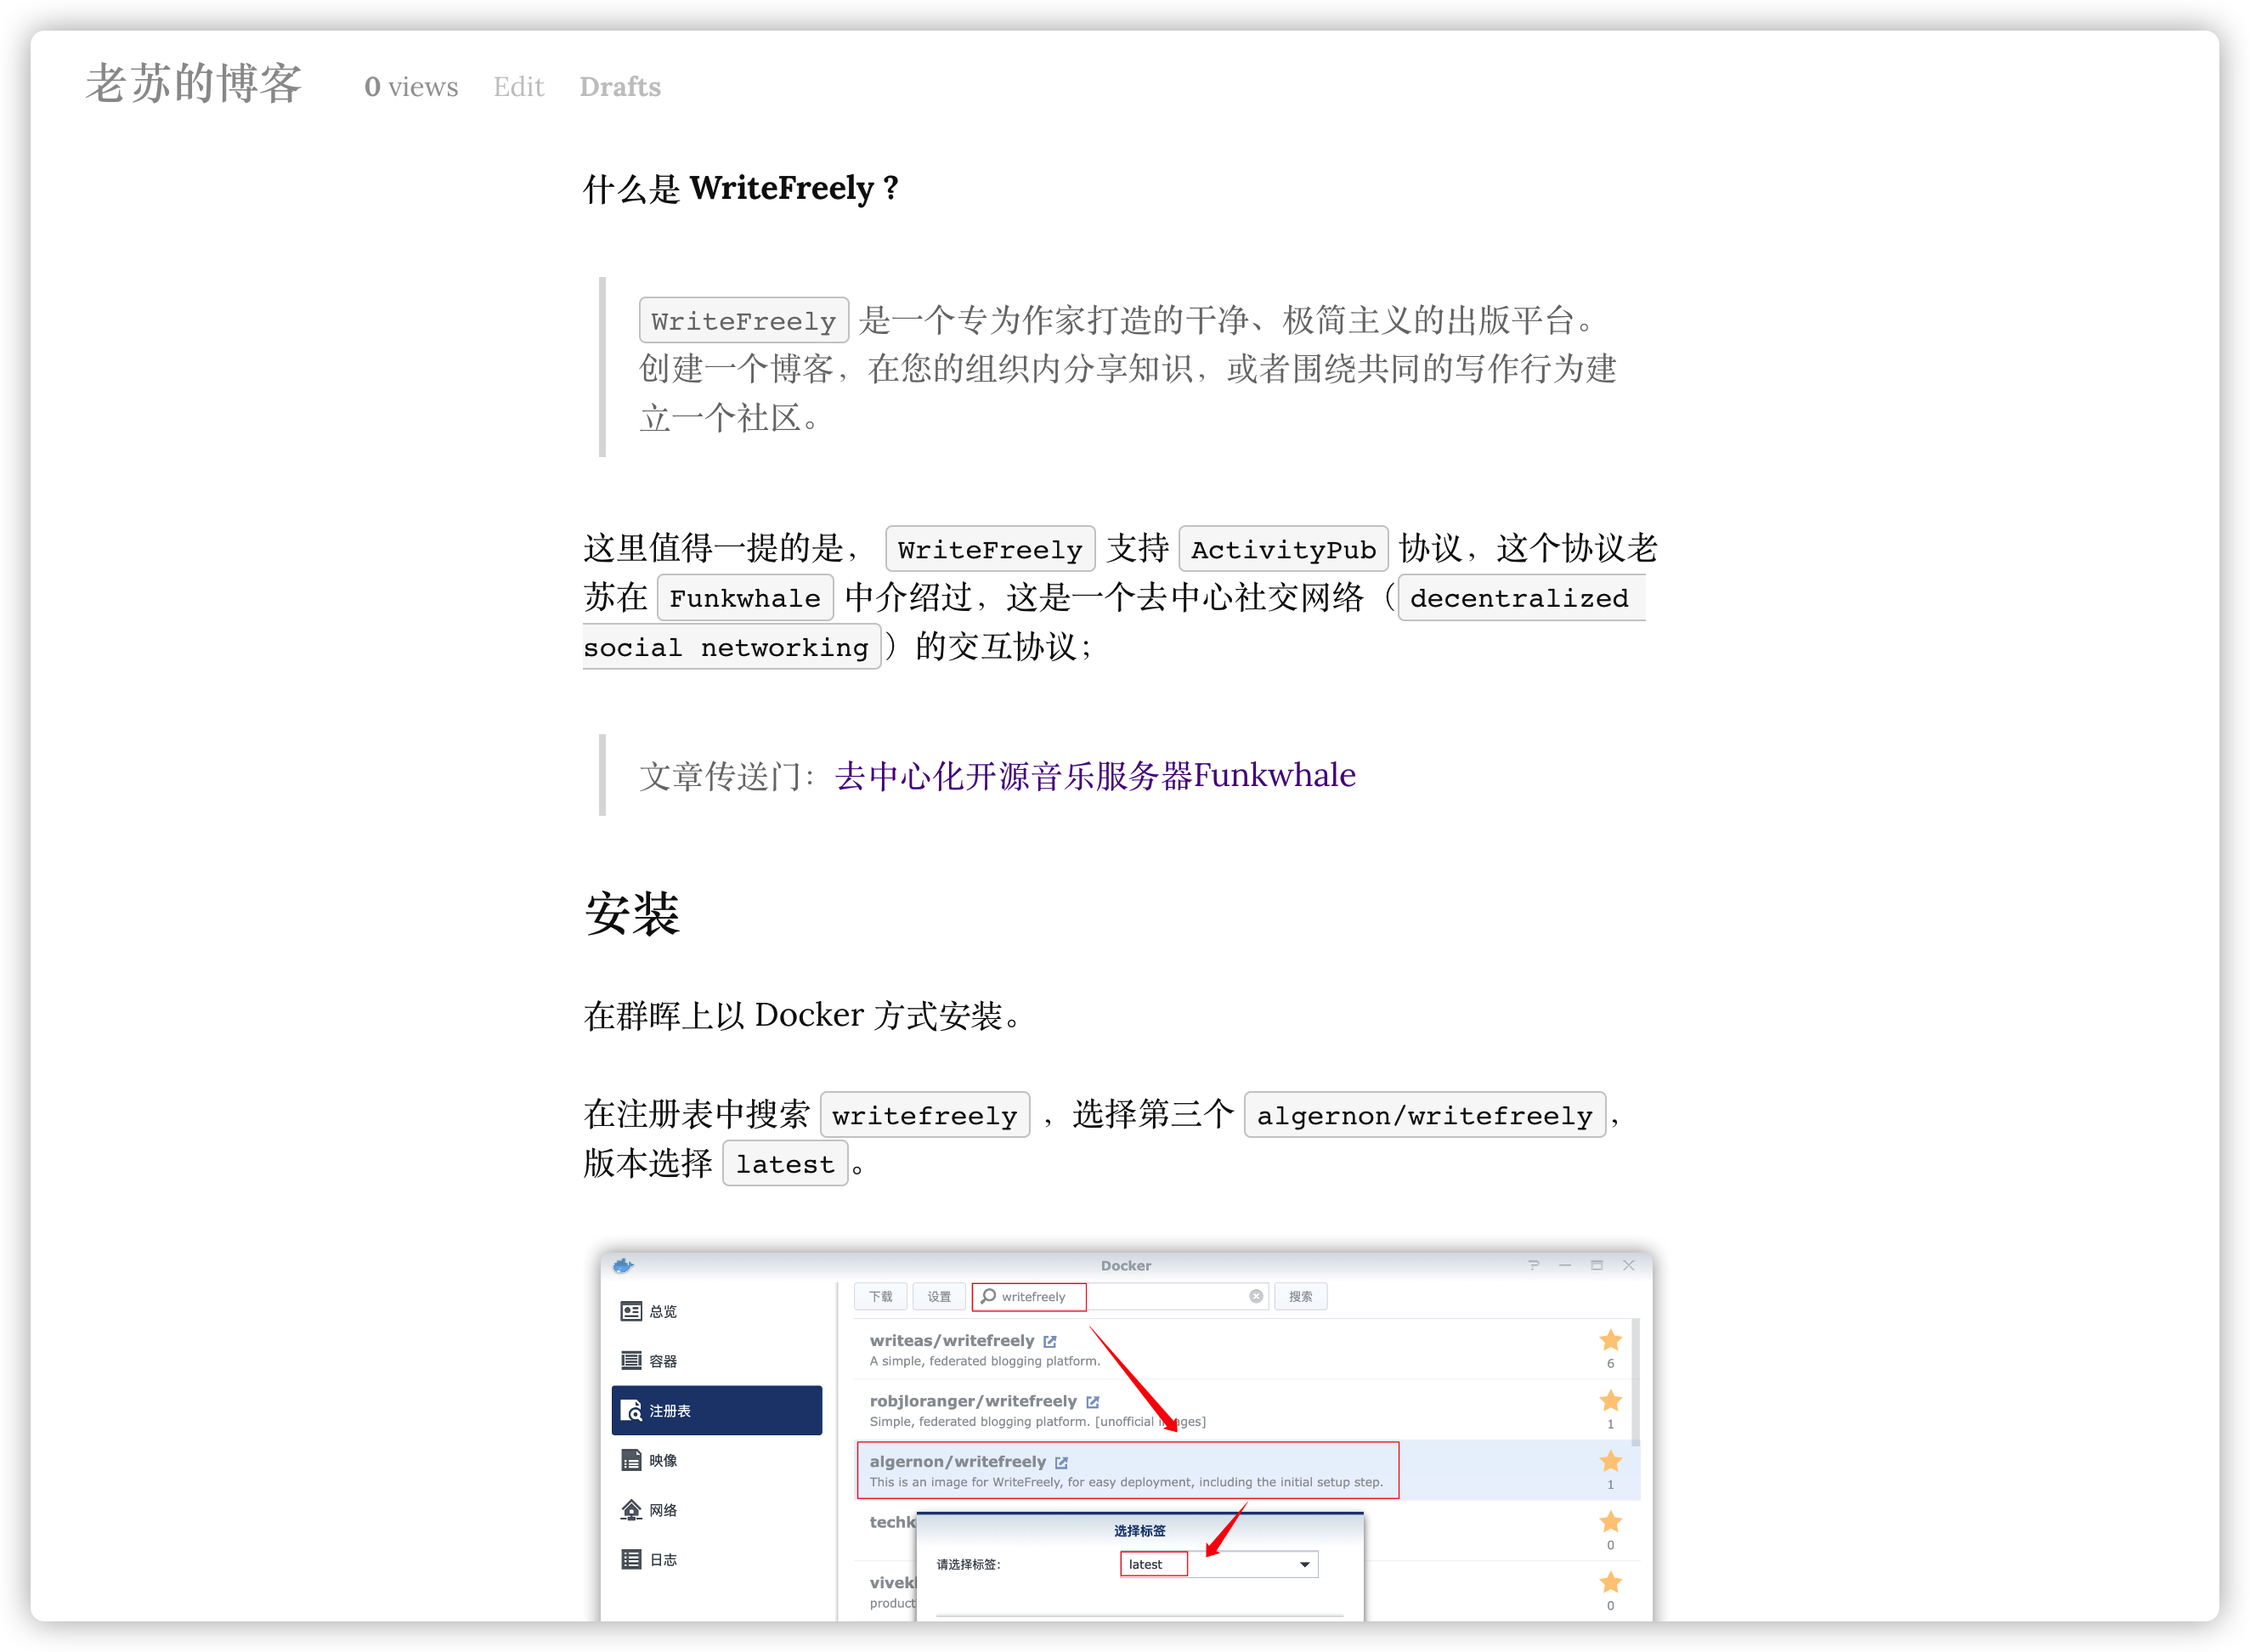 老苏的博客 0 views Edit Drafts
什么是 WriteFreely ?
WriteFreely 是一个专为作家打造的干净、极简主义的出版平台。
创建一个博客，在您的组织内分享知识，或者围绕共同的写作行为建
立一个社区。
这里值得一提的是， WriteFreely 支持 ActivityPub 协议，这个协议老
苏在 Funkwhale 中介绍过，这是一个去中心社交网络（decentralized
social networking）的交互协议；
文章传送门：去中心化开源音乐服务器Funkwhale
安装
在群晖上以 Docker 方式安装。
在注册表中搜索 writefreely ，选择第三个 algernon/writefreely，
版本选择 latest。
Docker
总览
容器
注册表
映像
网络
日志
下载 设置 writefreely 搜索
writeas/writefreely
A simple, federated blogging platform.
6
robjloranger/writefreely
Simple, federated blogging platform. [unofficial
1
algernon/writefreely
This is an image for WriteFreely, for easy deployment, including the initial setup step.
1
0
0
选择标签
请选择标签: latest